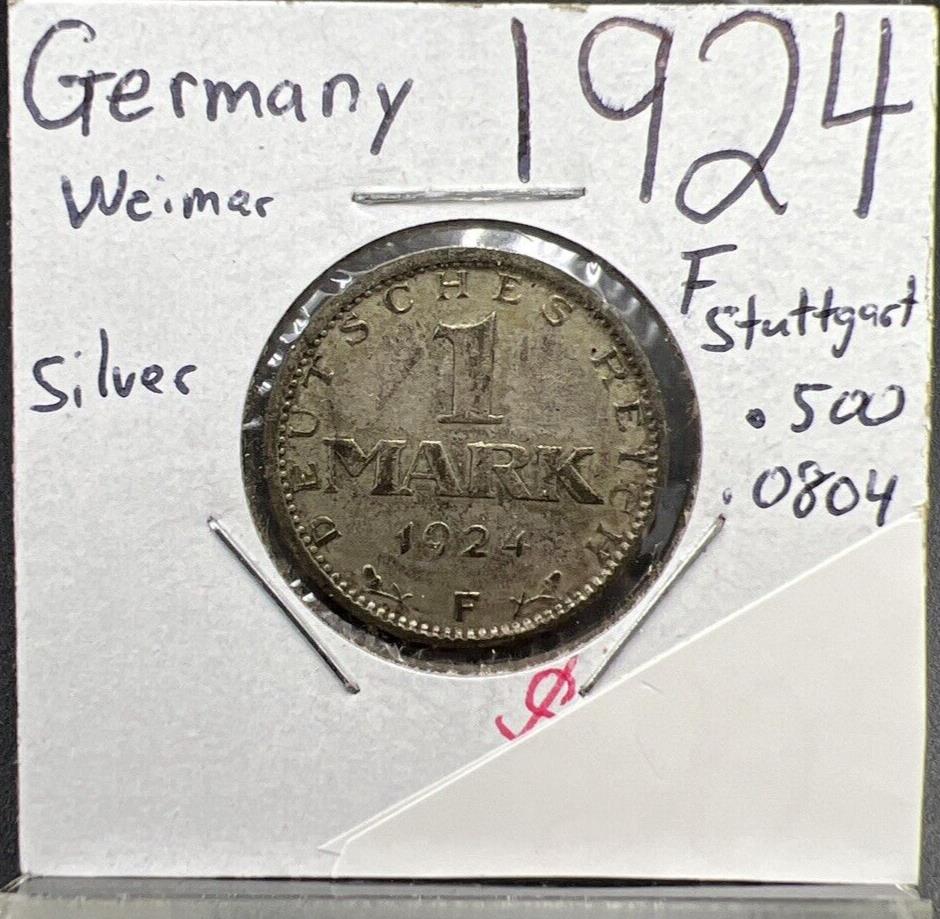 Germany 1924
Weimar
F Stuttgart
Silver
.500
.0804
DEUTSCHES REICH
1
MARK
1924
F